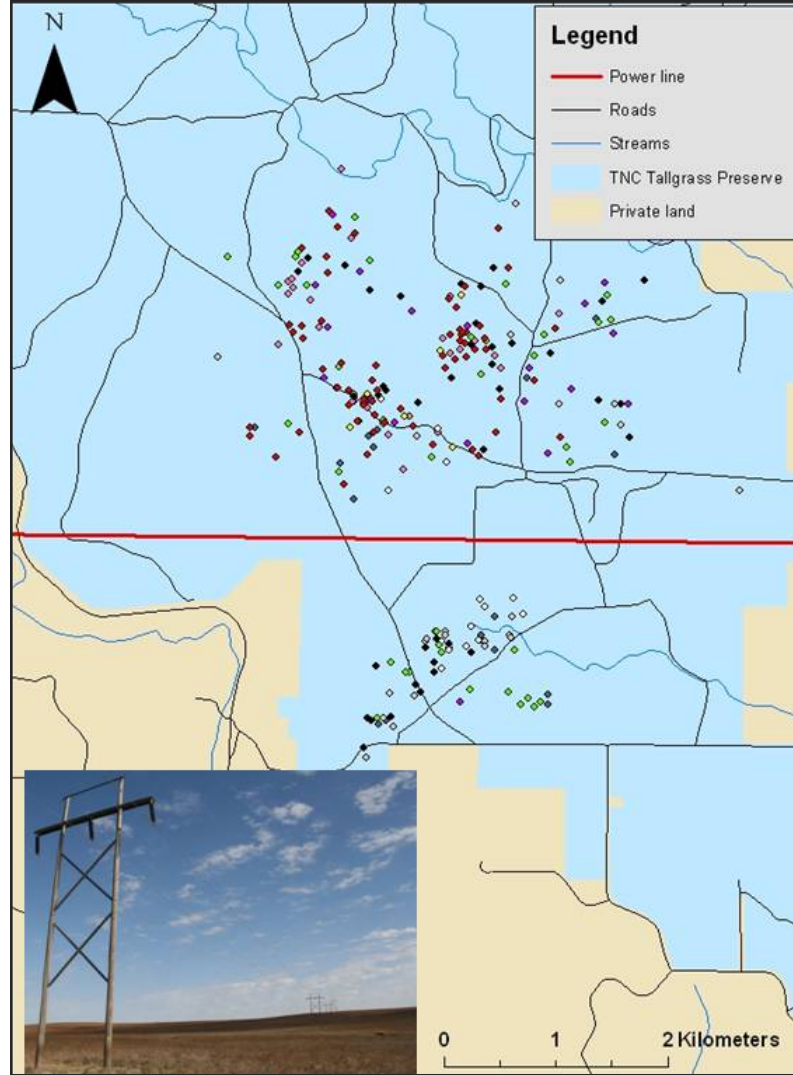 N
Legend
Power line
Roads
Streams
TNC Tallgrass Preserve
Private land
0 1 2 Kilometers